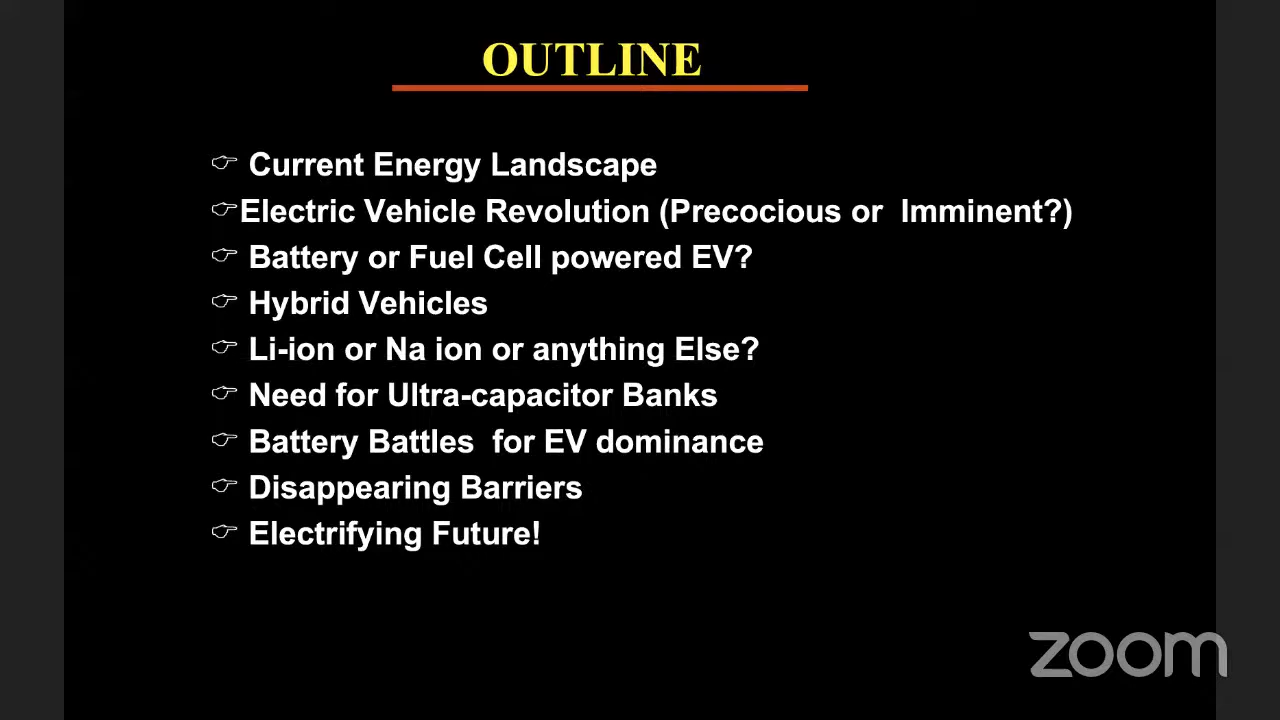 OUTLINE
Current Energy Landscape
Electric Vehicle Revolution (Precocious or  Imminent?)
Battery or Fuel Cell powered EV?
Hybrid Vehicles
Li-ion or Na ion or anything Else?
Need for Ultra-capacitor Banks
Battery Battles  for EV dominance
Disappearing Barriers
Electrifying Future!
zoom